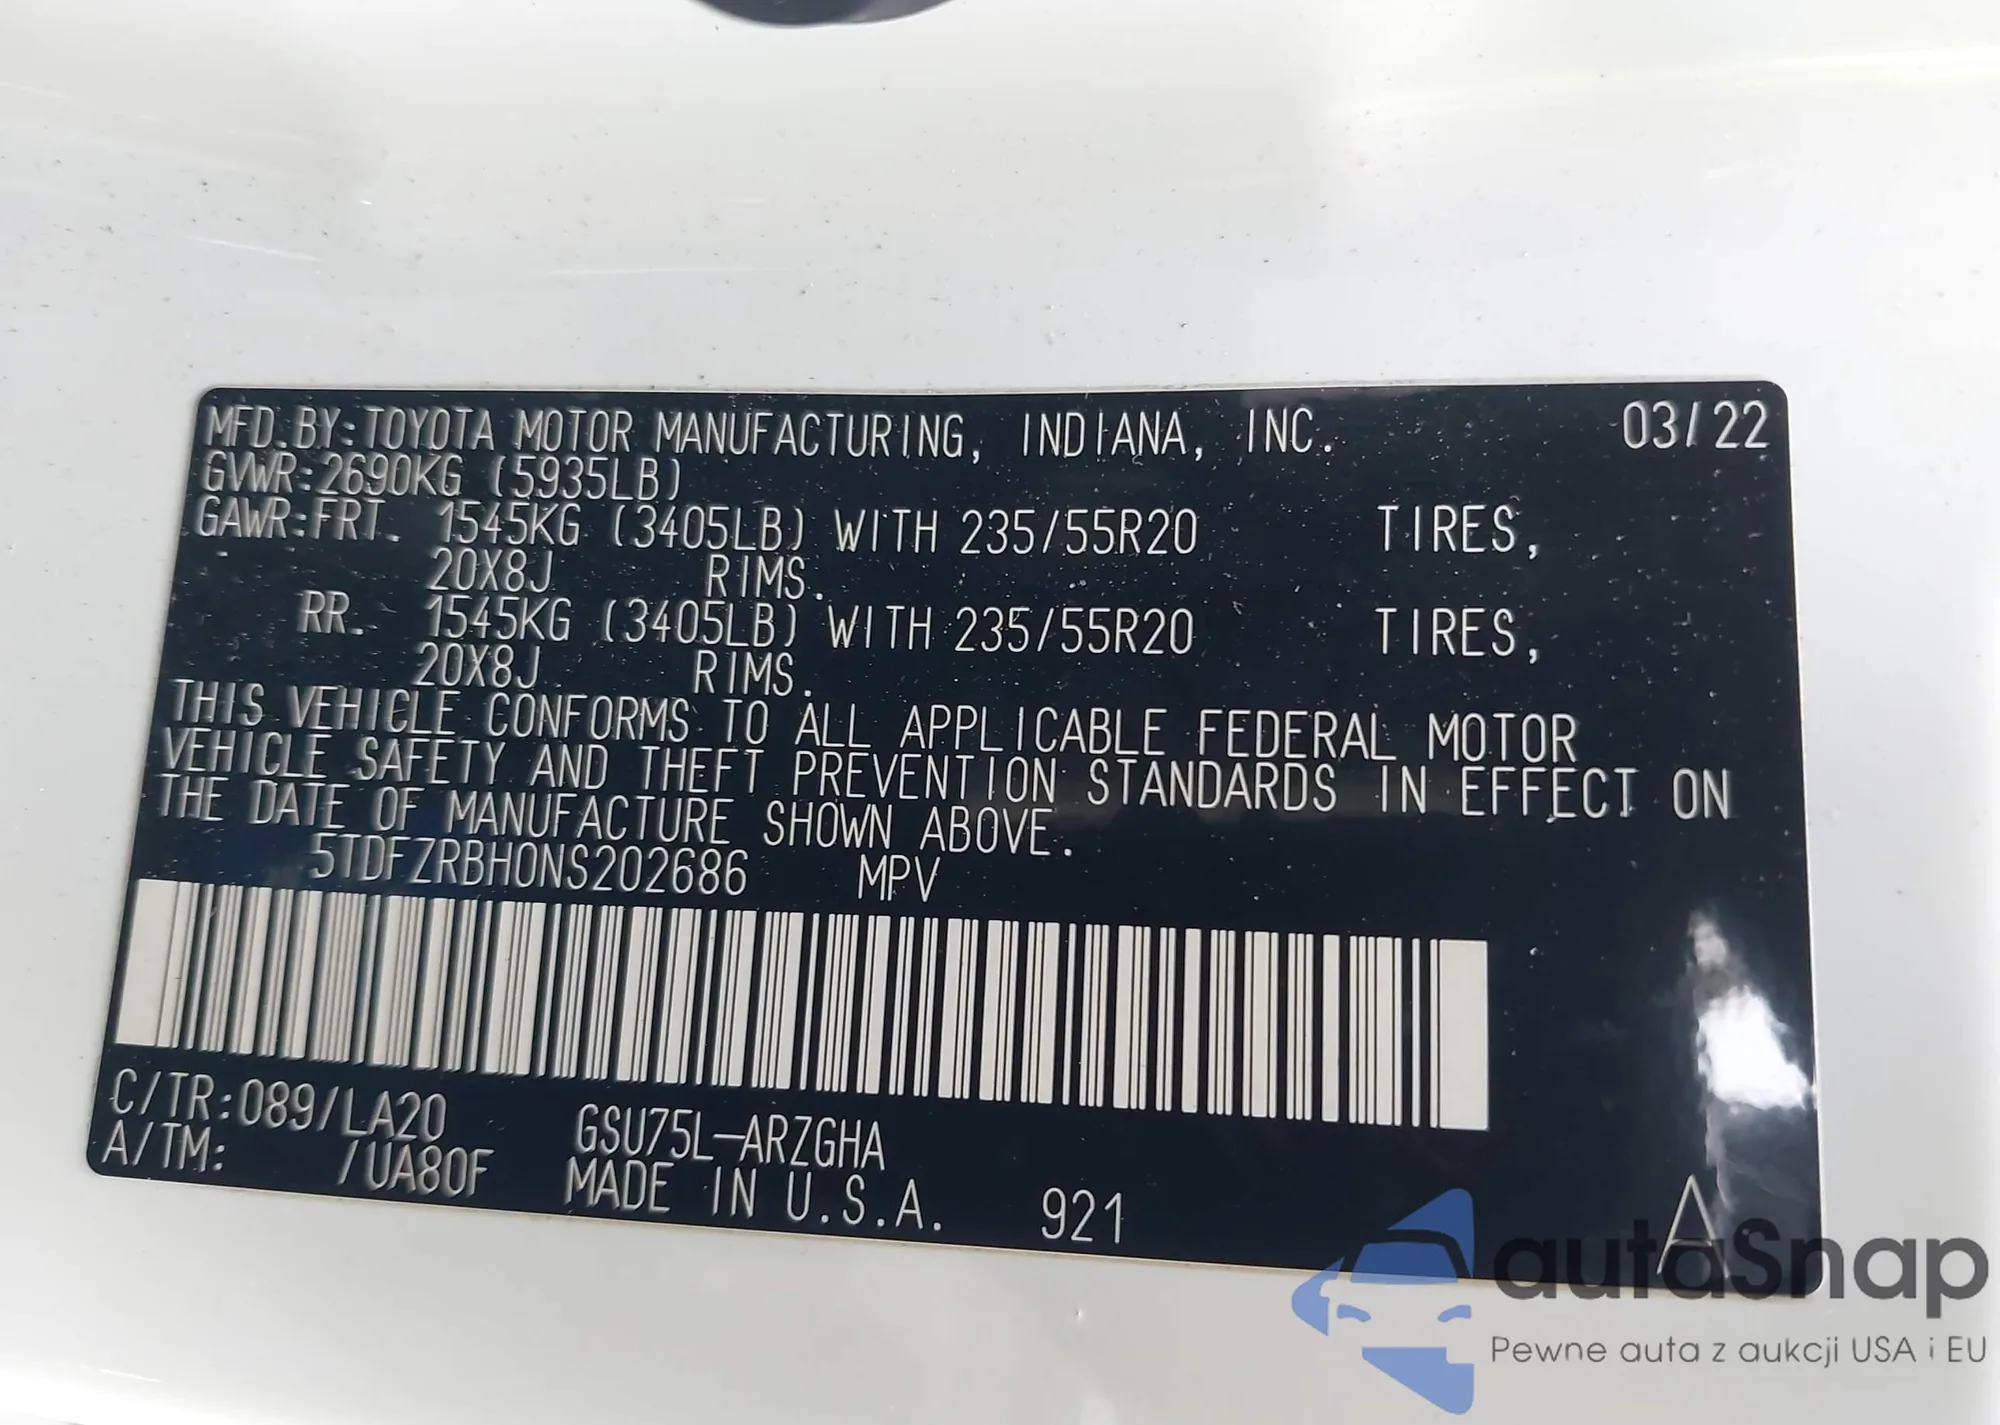 MFD. BY: TOYOTA MOTOR MANUFACTURING, INDIANA, INC. 03/22
GVWR: 2690KG (5935LB)
GAWR: FRT. 1545KG (3405LB) WITH 235/55R20 TIRES,
20X8J RIMS.
RR. 1545KG (3405LB) WITH 235/55R20 TIRES,
20X8J RIMS.
THIS VEHICLE CONFORMS TO ALL APPLICABLE FEDERAL MOTOR
VEHICLE SAFETY AND THEFT PREVENTION STANDARDS IN EFFECT ON
THE DATE OF MANUFACTURE SHOWN ABOVE.
5TDFZRBH0NS202686 MPV
C/TR: 089/LA20 GSU75L-ARZGHA
A/TM: /UA80F MADE IN U.S.A. 921 A
autaSnap
Pewne auta z aukcji USA i EU